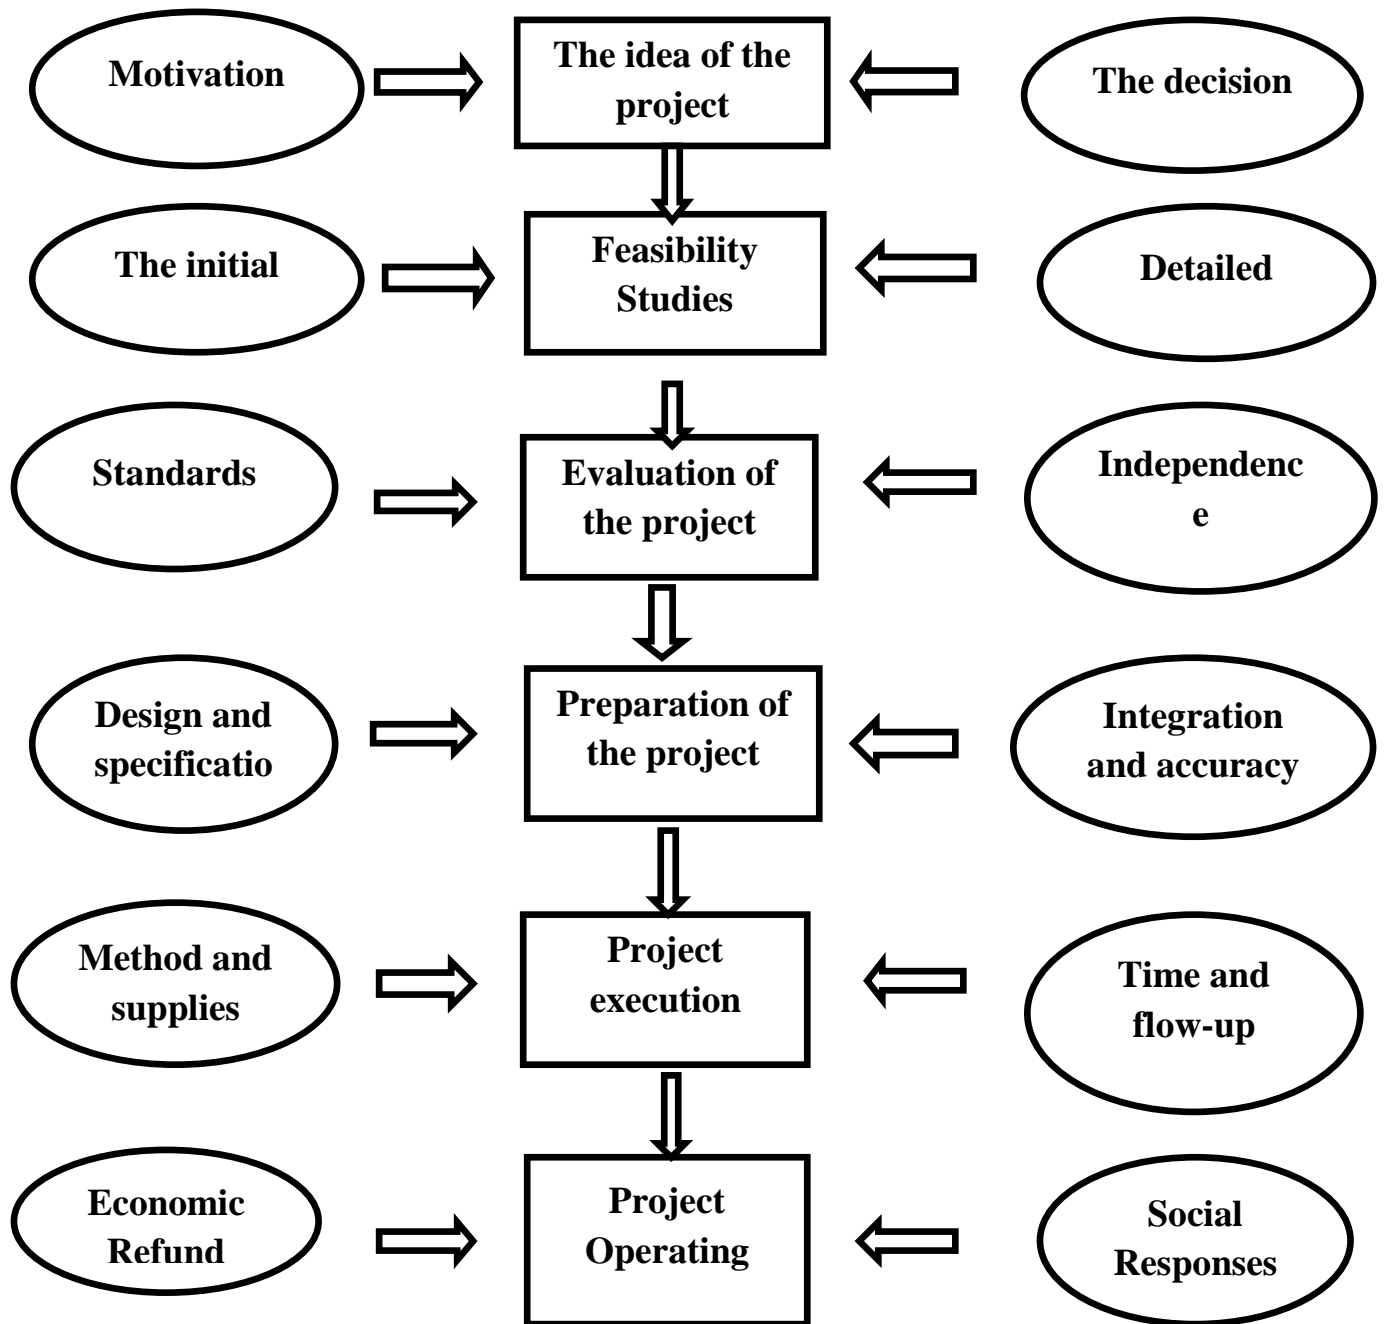 Motivation
The idea of the
project
The decision
The initial
Feasibility
Studies
Detailed
Standards
Evaluation of
the project
Independenc
e
Design and
specificatio
Preparation of
the project
Integration
and accuracy
Method and
supplies
Project
execution
Time and
flow-up
Economic
Refund
Project
Operating
Social
Responses